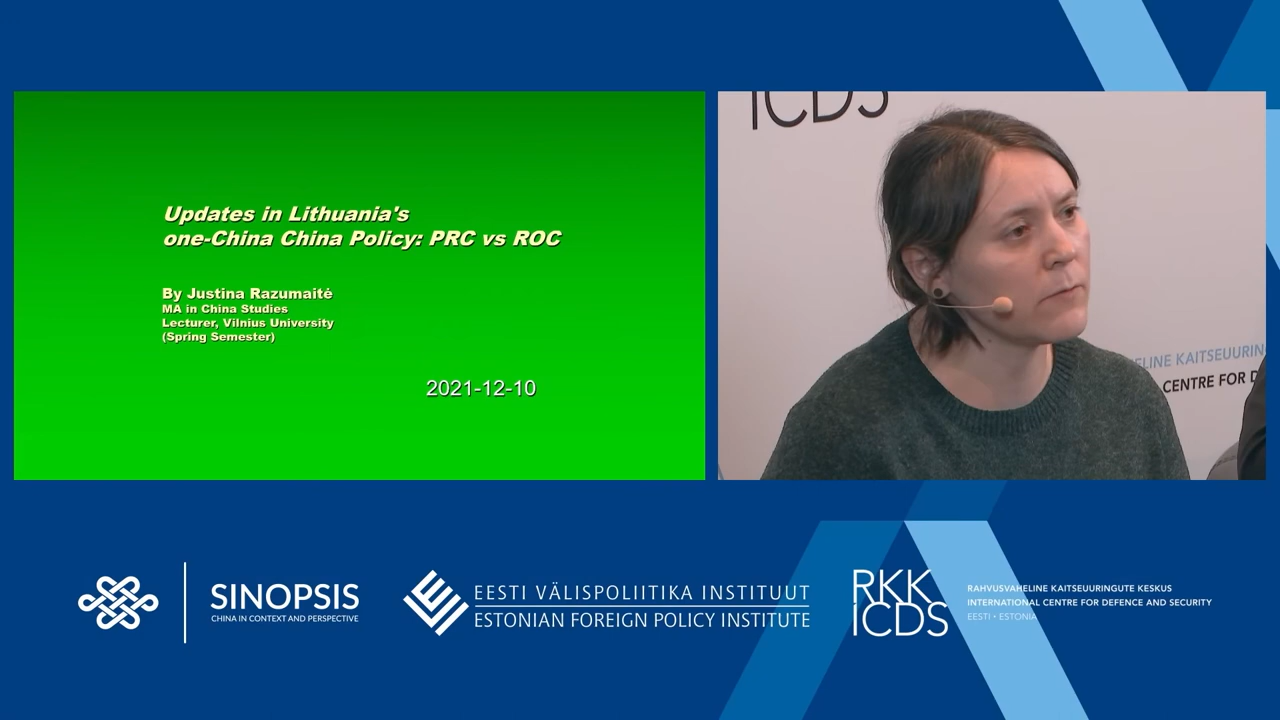 Updates in Lithuania's
one-China China Policy: PRC vs ROC
By Justina Razumaitė
MA in China Studies
Lecturer, Vilnius University
(Spring Semester)
2021-12-10
ICDS
CENTRE FOR
SINOPSIS
CHINA IN CONTEXT AND PERSPECTIVE
EESTI VÄLISPOLIITIKA INSTITUUT
ESTONIAN FOREIGN POLICY INSTITUTE
RKK
ICDS
RAHVUSVAHELINE KAITSEUURINGUTE KESKUS
INTERNATIONAL CENTRE FOR DEFENCE AND SECURITY
EESTI • ESTONIA